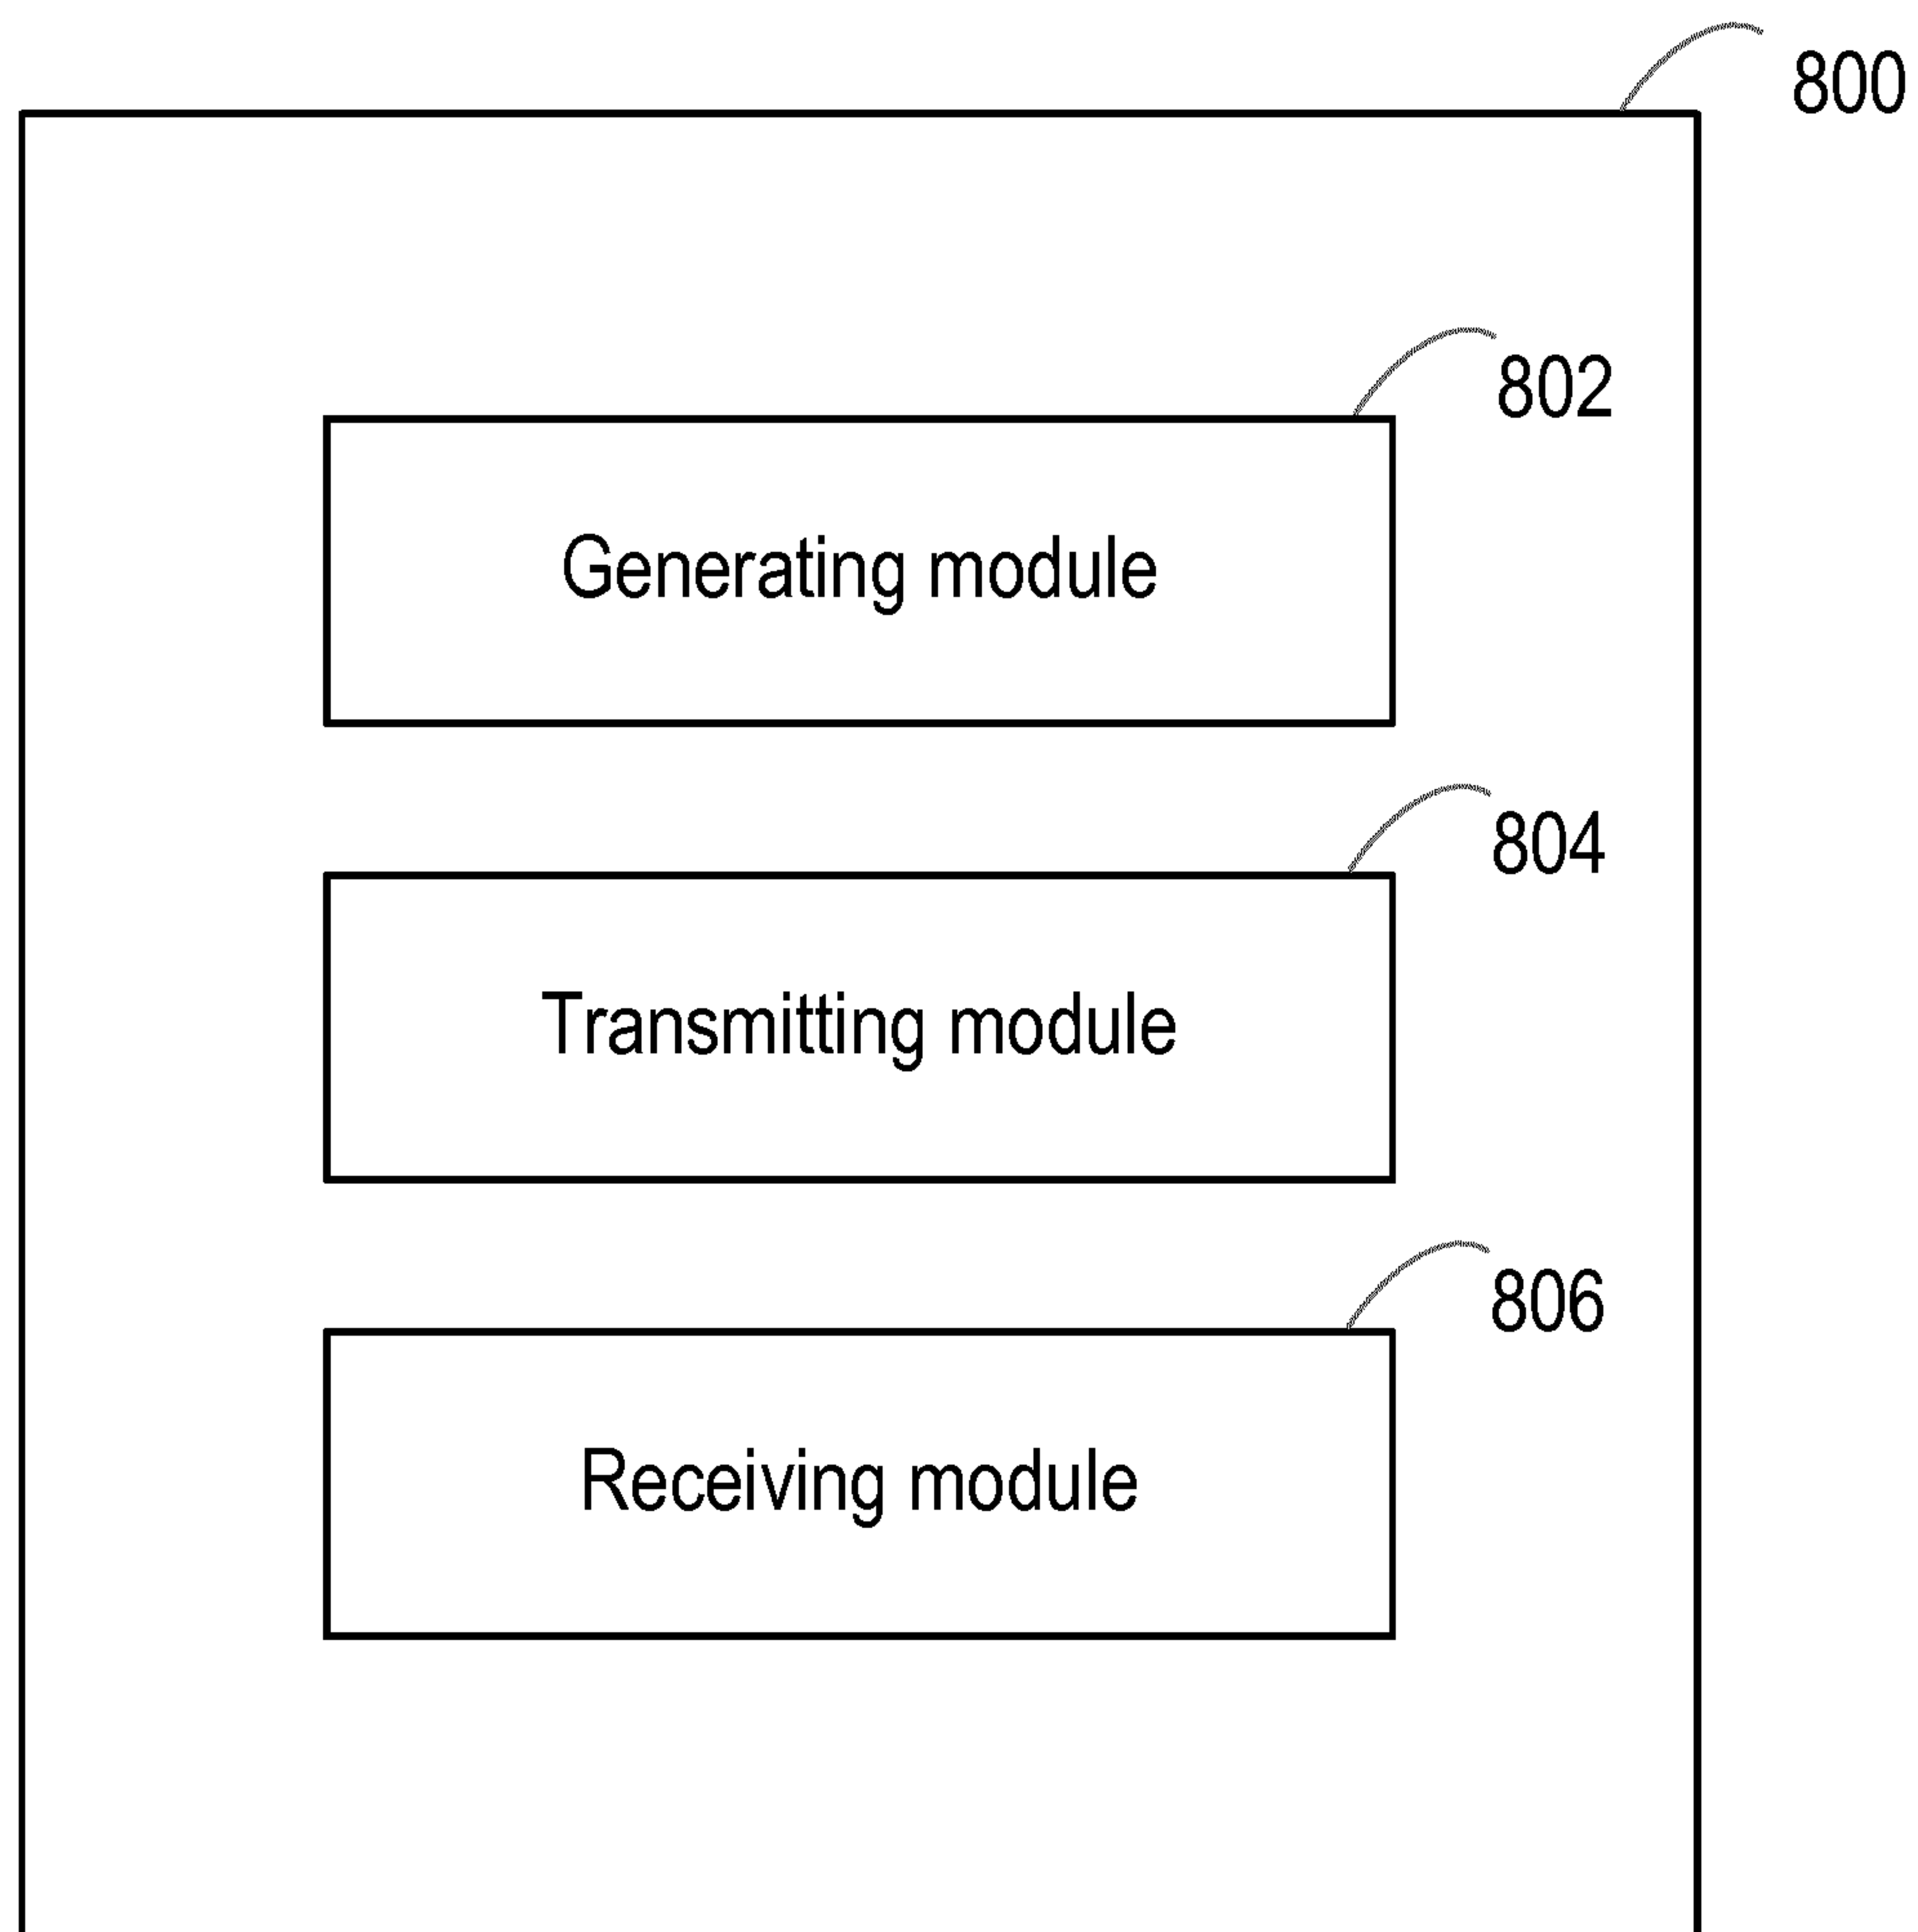 800
802
Generating module
804
Transmitting module
806
Receiving module